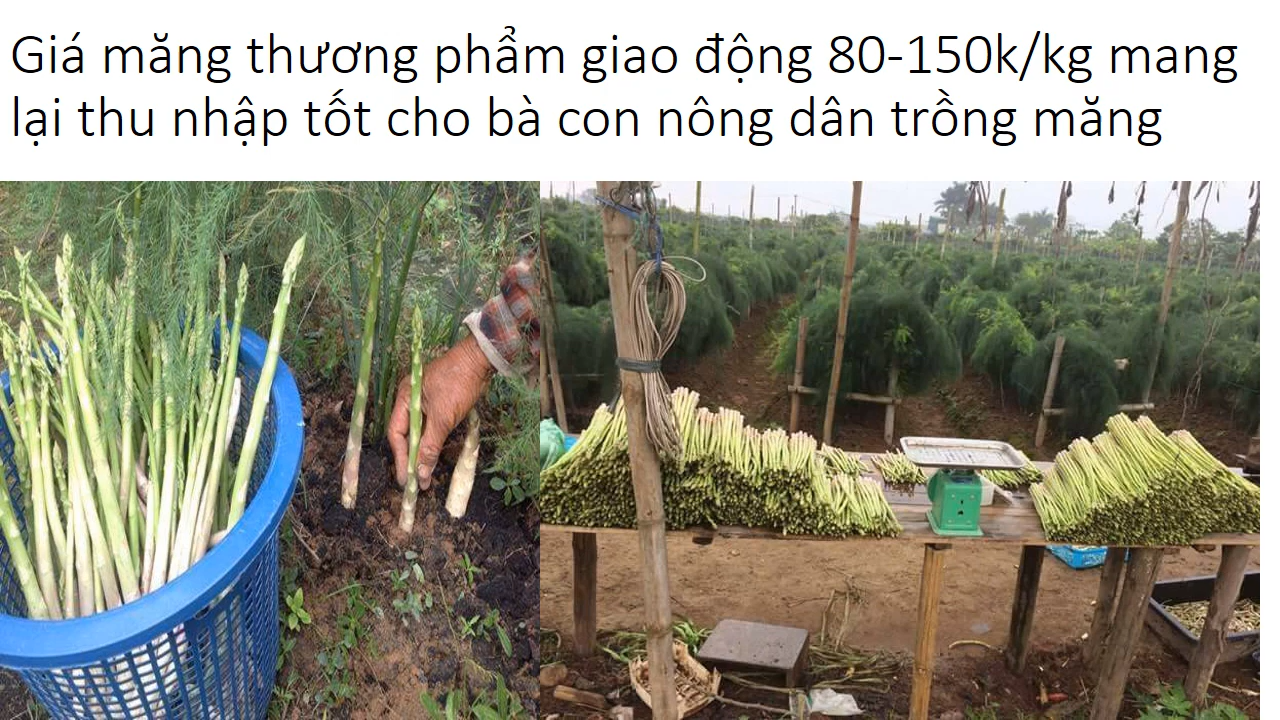 Giá măng thương phẩm giao động 80-150k/kg mang
lại thu nhập tốt cho bà con nông dân trồng măng